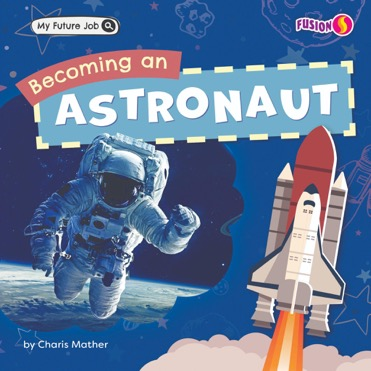 My Future Job
FUSION
Becoming an
ASTRONAUT
by Charis Mather